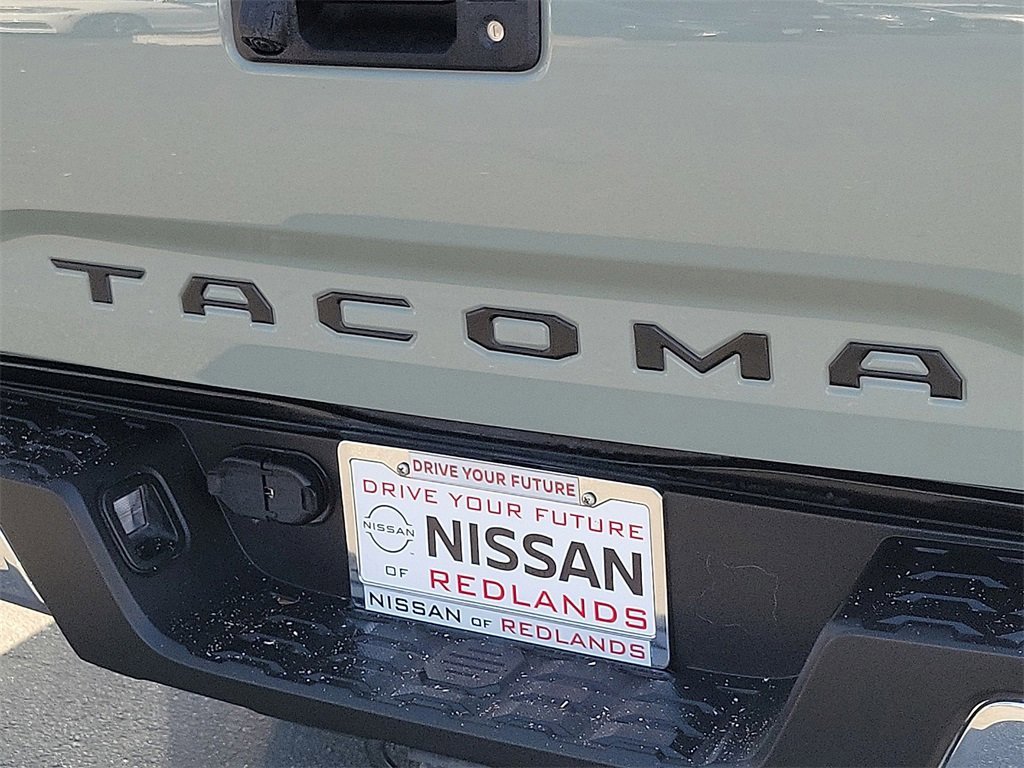 TACOMA
DRIVE YOUR FUTURE
DRIVE YOUR FUTURE
NISSAN
NISSAN
OF REDLANDS
NISSAN OF REDLANDS